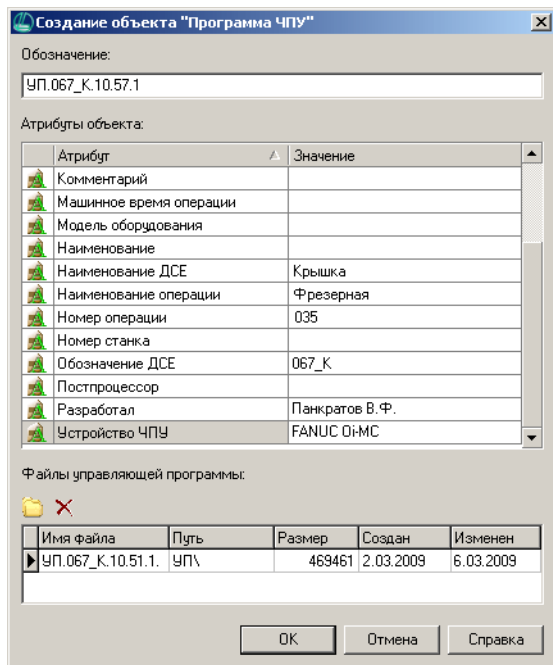 Создание объекта "Программа ЧПУ"
Обозначение:
УП.067_К.10.57.1
Атрибуты объекта:
Атрибут Значение
Комментарий
Машинное время операции
Модель оборудования
Наименование
Наименование ДСЕ Крышка
Наименование операции Фрезерная
Номер операции 035
Номер станка
Обозначение ДСЕ 067_К
Постпроцессор
Разработал Панкратов В.Ф.
Устройство ЧПУ FANUC Oi-MC
Файлы управляющей программы:
Имя файла Путь Размер Создан Изменен
УП.067_К.10.51.1. УП\ 469461 2.03.2009 6.03.2009
ОК Отмена Справка